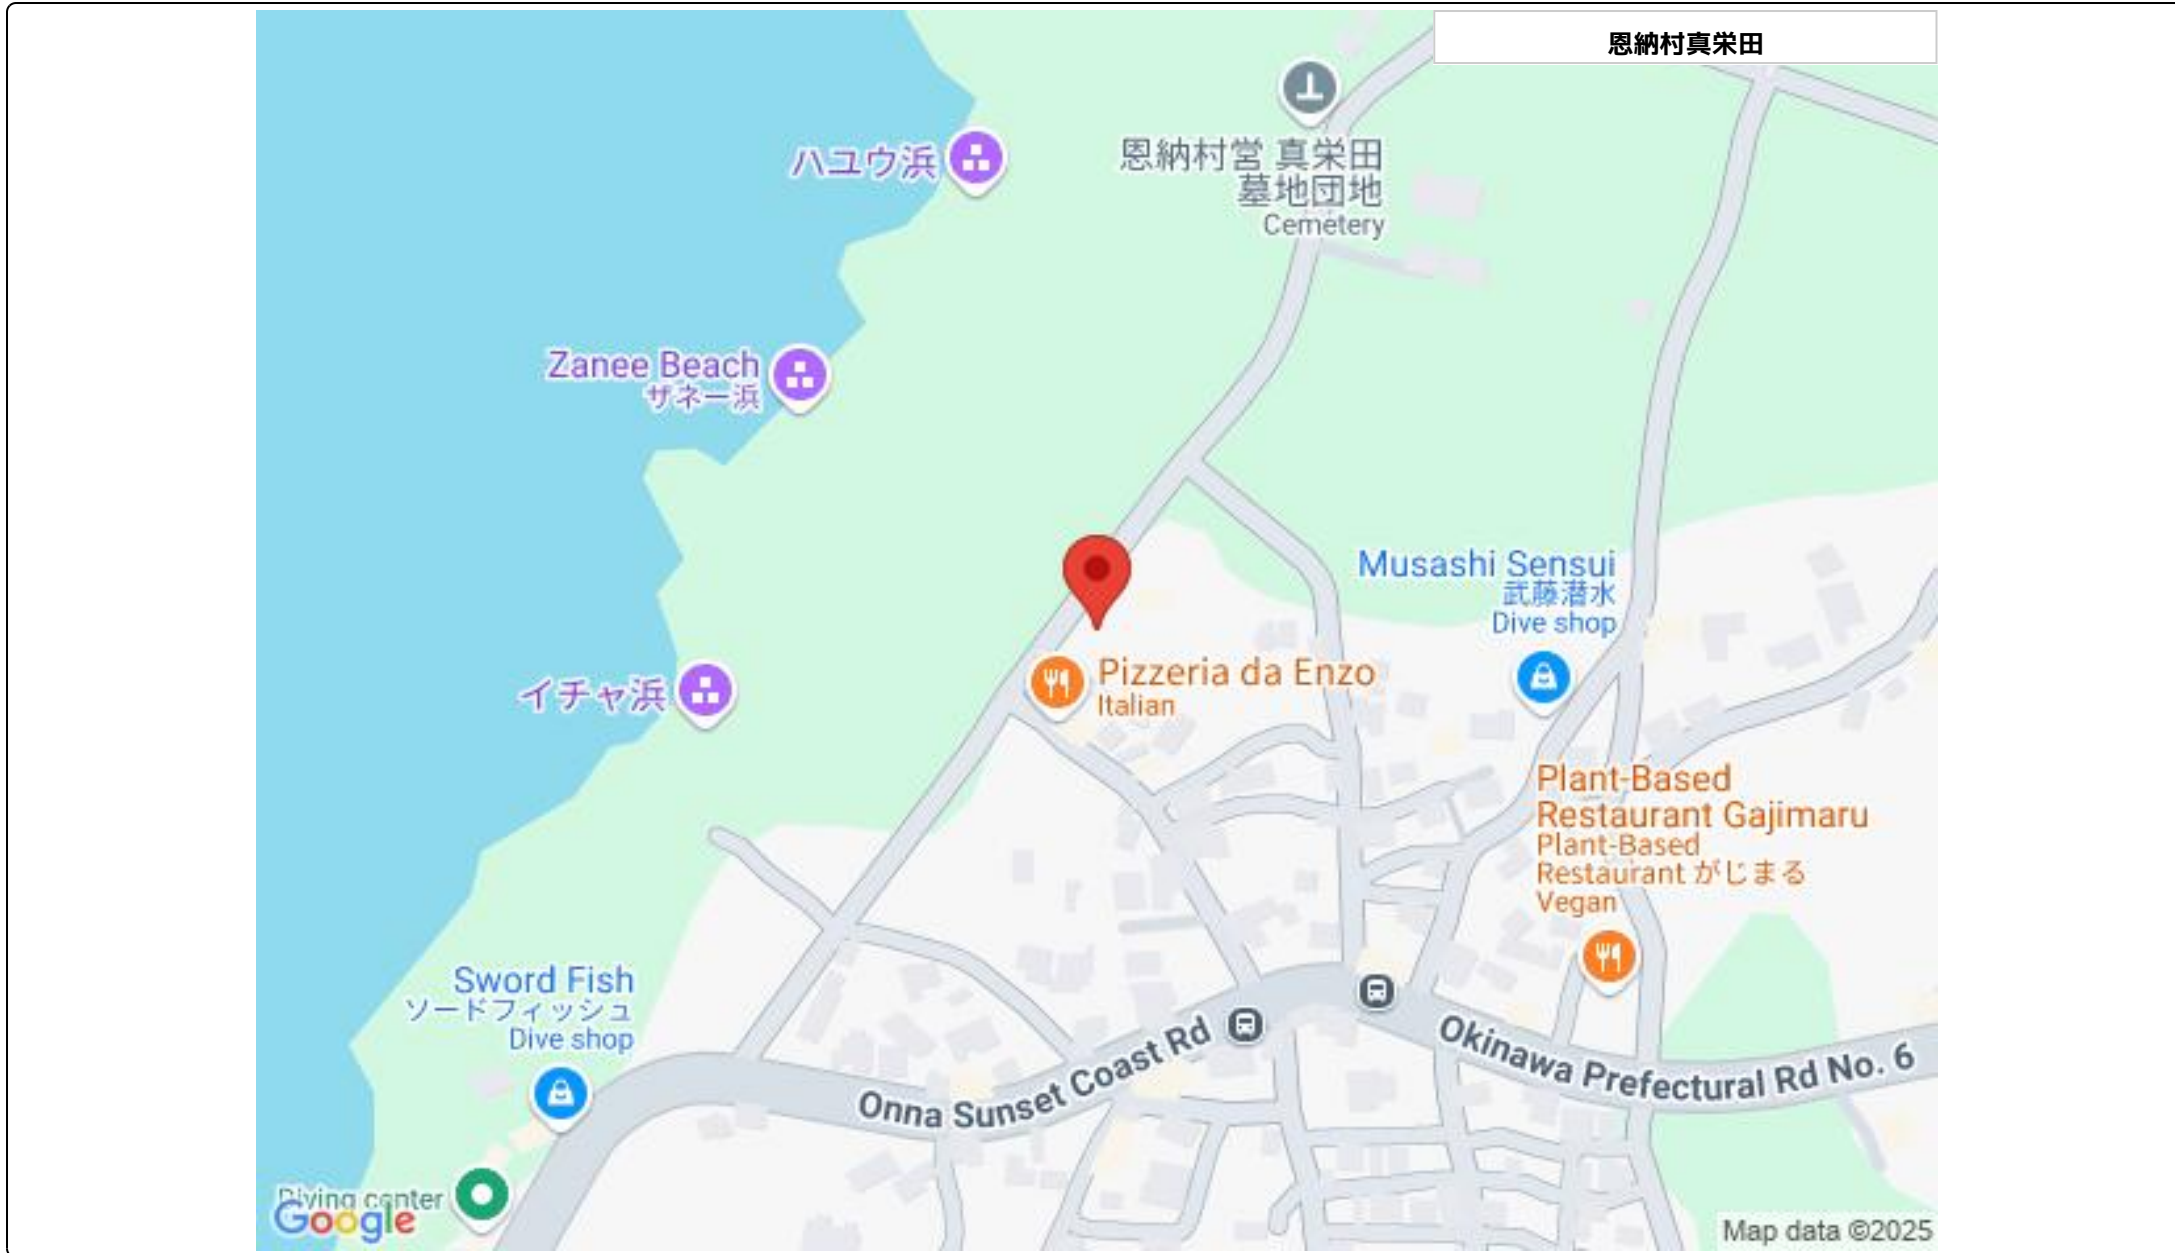 恩納村真栄田
ハユウ浜
恩納村営 真栄田
墓地団地
Cemetery
Zanee Beach
ザネー浜
Musashi Sensui
武藤潜水
Dive shop
Pizzeria da Enzo
Italian
イチャ浜
Plant-Based
Restaurant Gajimaru
Plant-Based
Restaurant がじまる
Vegan
Sword Fish
ソードフィッシュ
Dive shop
Onna Sunset Coast Rd
Okinawa Prefectural Rd No. 6
Diving center
Google
Map data ©2025